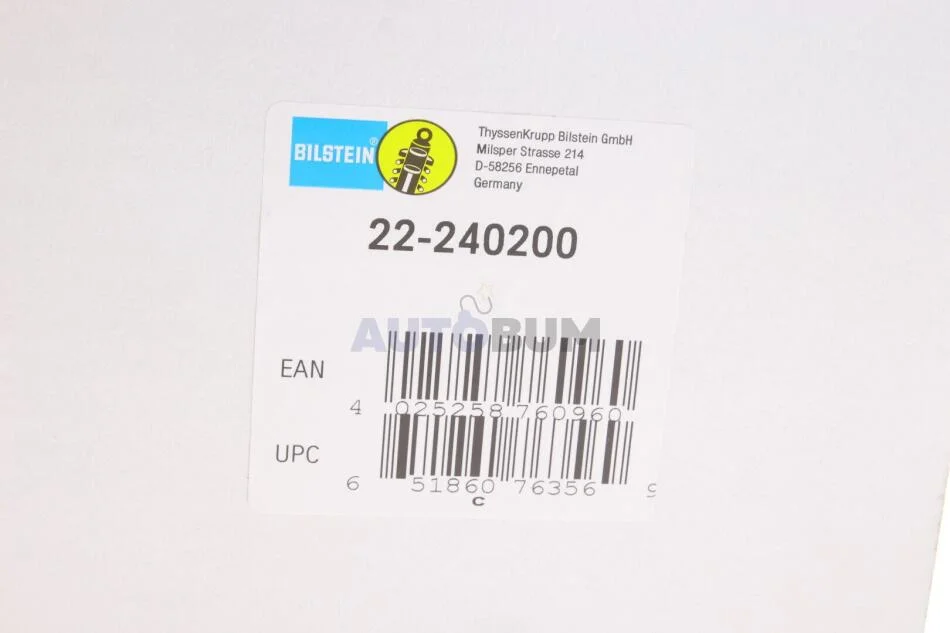 BILSTEIN®
ThyssenKrupp Bilstein GmbH
Milsper Strasse 214
D-58256 Ennepetal
Germany
22-240200
AUTOBUM
EAN
4 025258 760960
UPC
6 51860 76356 9
C